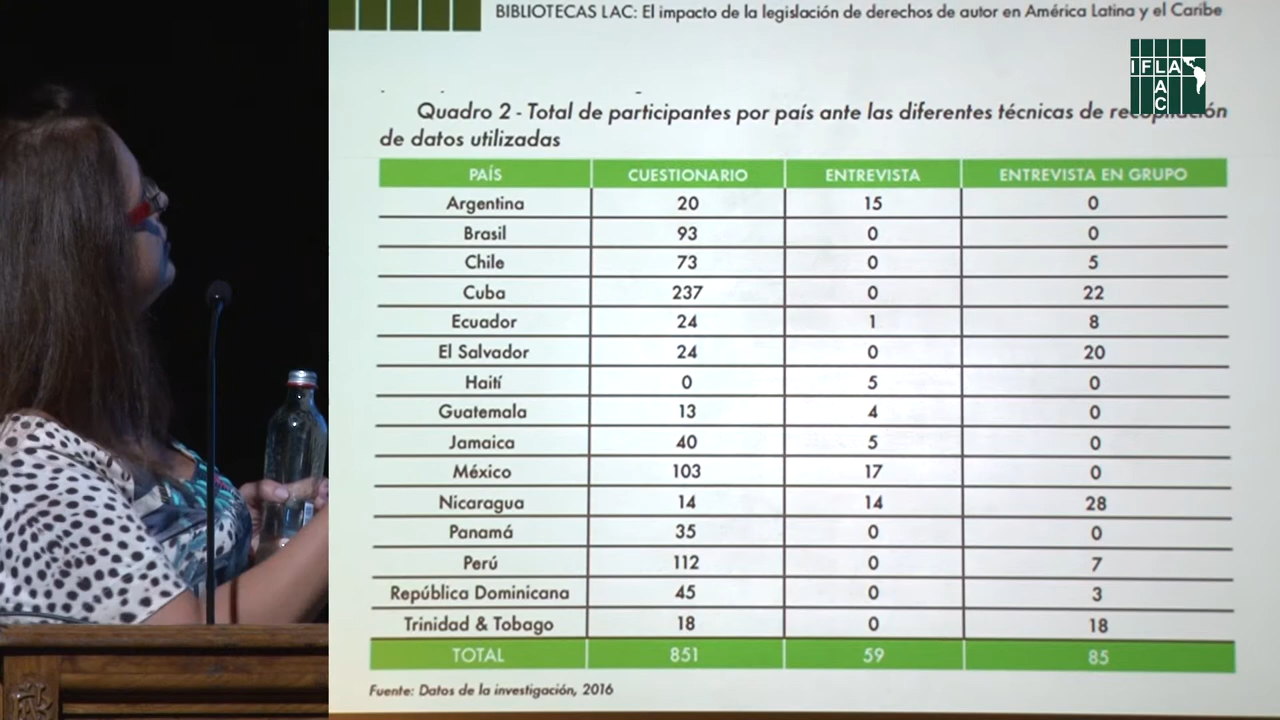 BIBLIOTECAS LAC: El impacto de la legislación de derechos de autor en América Latina y el Caribe
IFLA
LAC
Quadro 2 - Total de participantes por país ante las diferentes técnicas de recopilación
de datos utilizadas
PAÍS CUESTIONARIO ENTREVISTA ENTREVISTA EN GRUPO
Argentina 20 15 0
Brasil 93 0 0
Chile 73 0 5
Cuba 237 0 22
Ecuador 24 1 8
El Salvador 24 0 20
Haití 0 5 0
Guatemala 13 4 0
Jamaica 40 5 0
México 103 17 0
Nicaragua 14 14 28
Panamá 35 0 0
Perú 112 0 7
República Dominicana 45 0 3
Trinidad & Tobago 18 0 18
TOTAL 851 59 85
Fuente: Datos de la investigación, 2016